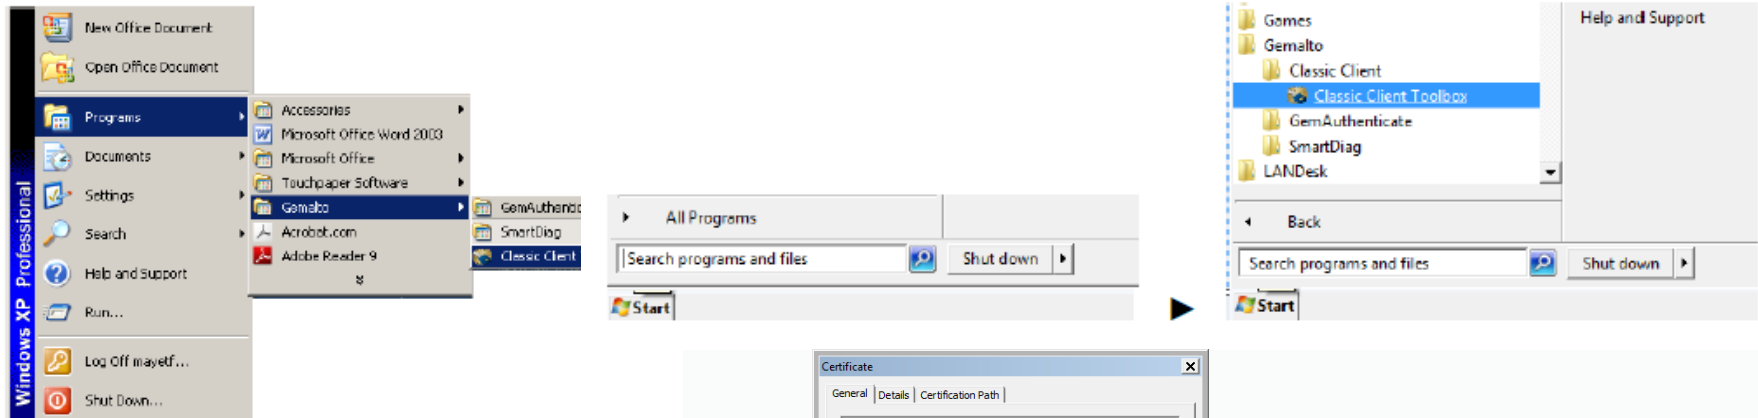 Windows XP Professional
New Office Document
Open Office Document
Programs
Documents
Settings
Search
Help and Support
Run...
Log Off mayetf...
Shut Down...
Accessories
Microsoft Office Word 2003
Microsoft Office
Touchpaper Software
Gemalto
Acrobat.com
Adobe Reader 9
GemAuthentic
SmartDiag
Classic Client
All Programs
Search programs and files
Shut down
Start
Games
Gemalto
Classic Client
Classic Client Toolbox
GemAuthenticate
SmartDiag
LANDesk
Help and Support
Back
Search programs and files
Shut down
Start
Certificate
General Details Certification Path